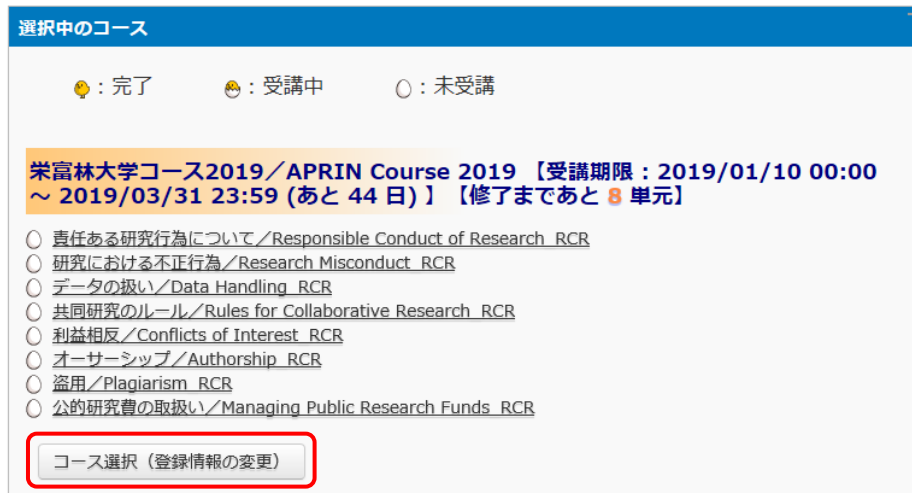 選択中のコース
：完了 ：受講中 ：未受講
栄富林大学コース2019／APRIN Course 2019 【受講期限：2019/01/10 00:00
～ 2019/03/31 23:59 (あと 44 日) 】 【修了まであと 8 単元】
責任ある研究行為について／Responsible Conduct of Research_RCR
研究における不正行為／Research Misconduct_RCR
データの扱い／Data Handling_RCR
共同研究のルール／Rules for Collaborative Research_RCR
利益相反／Conflicts of Interest_RCR
オーサーシップ／Authorship_RCR
盗用／Plagiarism_RCR
公的研究費の取扱い／Managing Public Research Funds_RCR
コース選択（登録情報の変更）